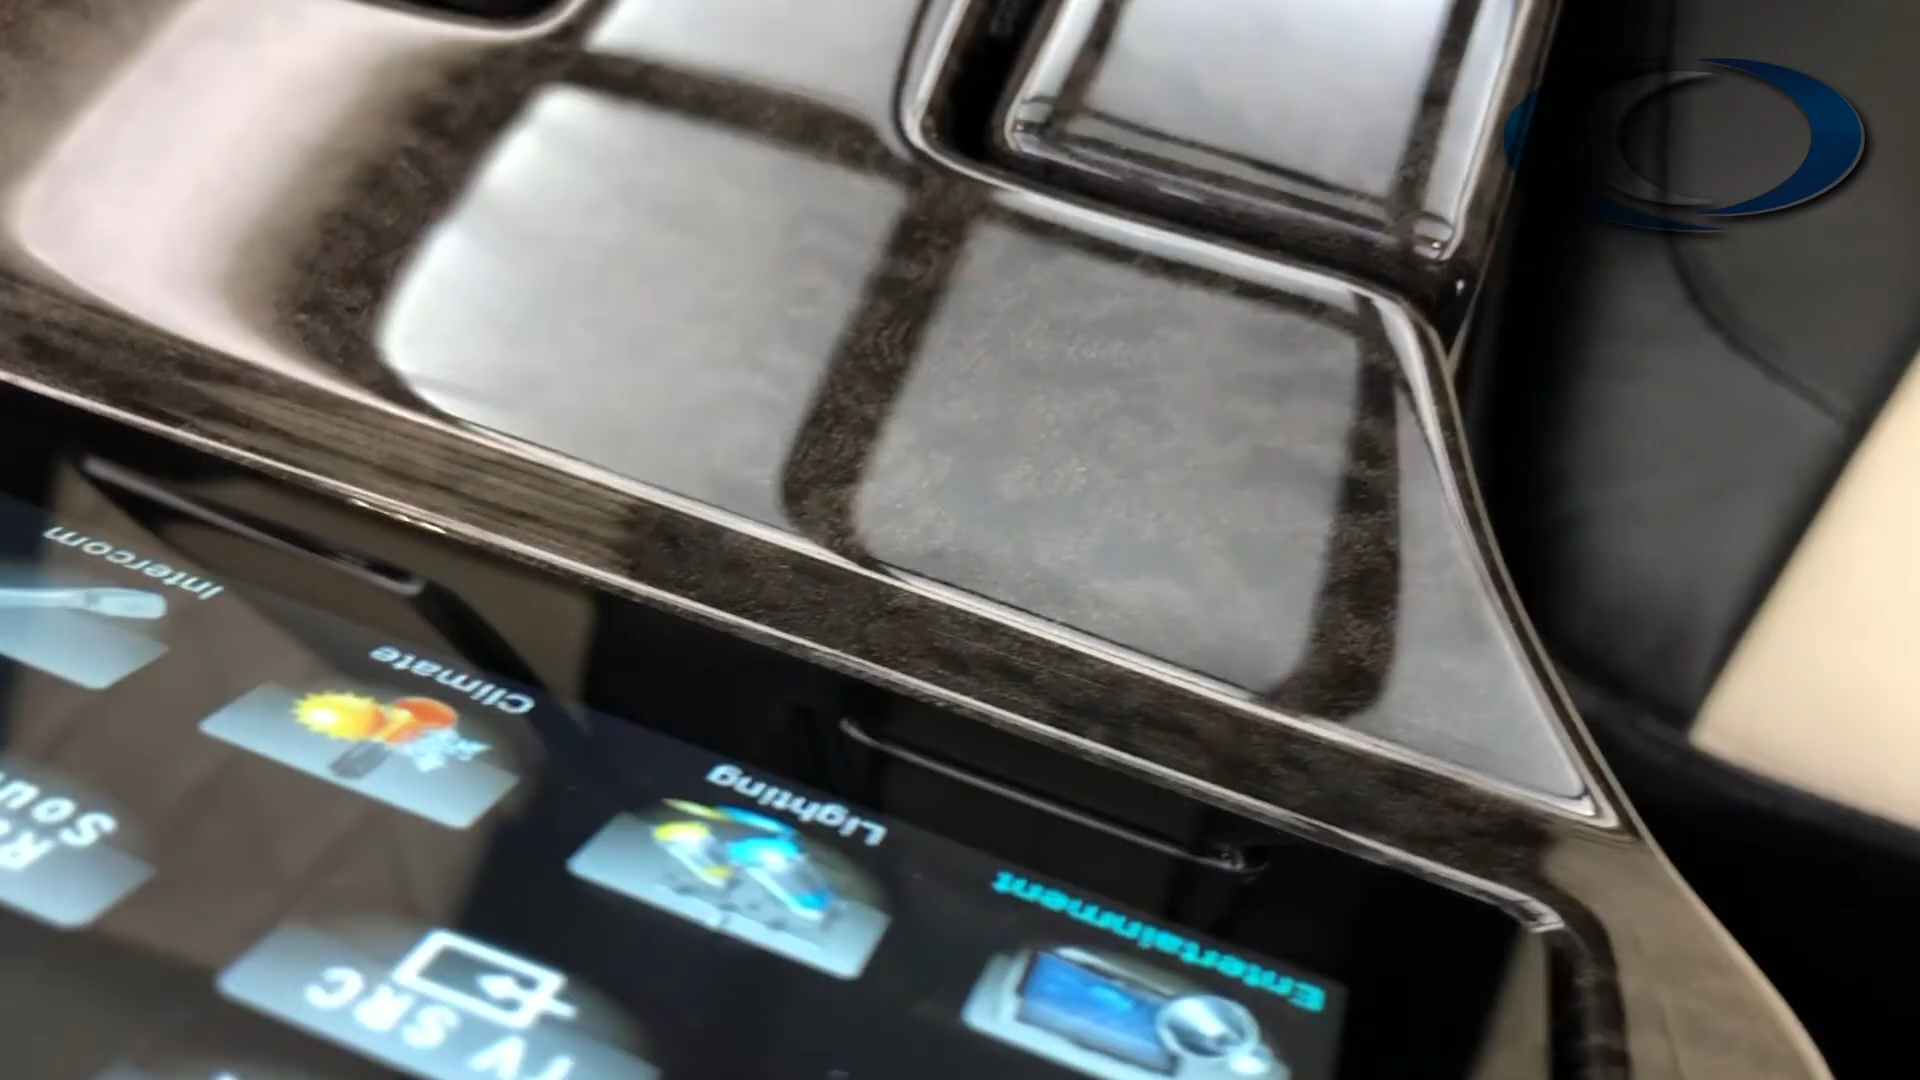 Entertainment
Lighting
Climate
Intercom
TV SRC